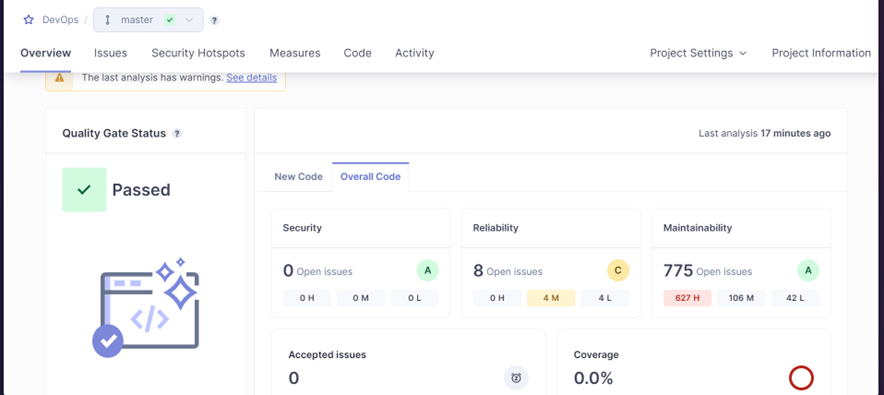 DevOps / master
Overview Issues Security Hotspots Measures Code Activity Project Settings Project Information
The last analysis has warnings. See details
Quality Gate Status ?
Last analysis 17 minutes ago
New Code Overall Code
Passed
Security
0 Open issues A
0 H 0 M 0 L
Reliability
8 Open issues C
0 H 4 M 4 L
Maintainability
775 Open issues A
627 H 106 M 42 L
</> 
Accepted issues
0
Coverage
0.0%